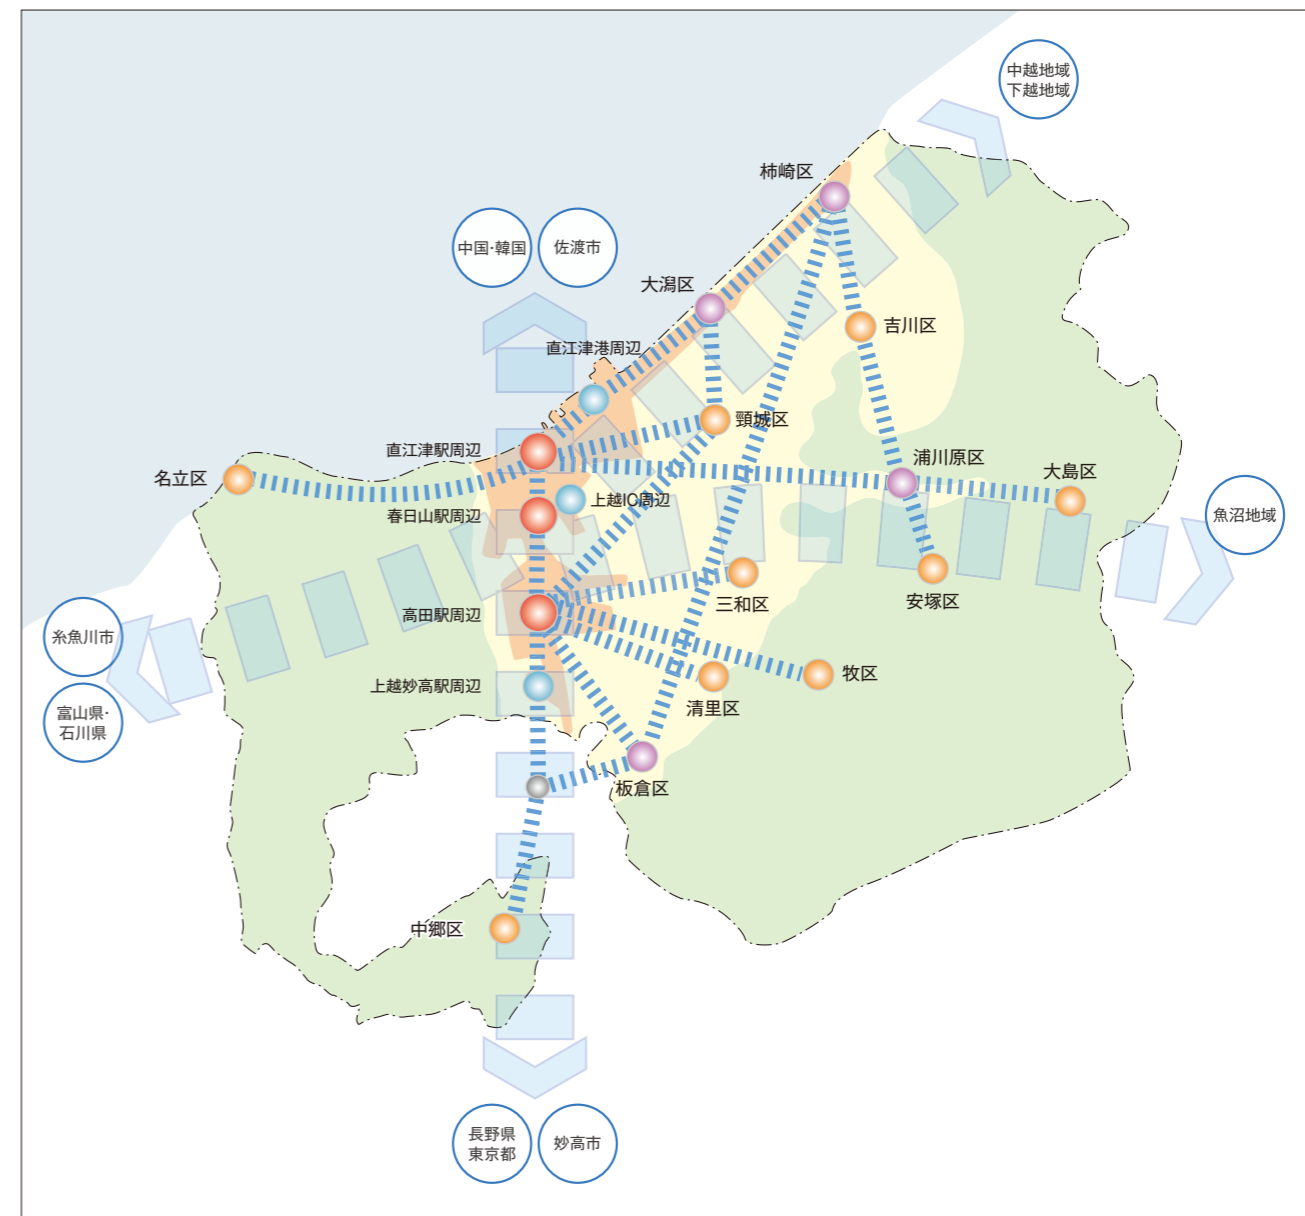 中越地域
下越地域
柿崎区
中国･韓国
佐渡市
大潟区
吉川区
直江津港周辺
頸城区
直江津駅周辺
浦川原区
大島区
名立区
上越IC周辺
春日山駅周辺
魚沼地域
三和区
安塚区
高田駅周辺
糸魚川市
牧区
上越妙高駅周辺
清里区
富山県･
石川県
板倉区
中郷区
長野県
東京都
妙高市